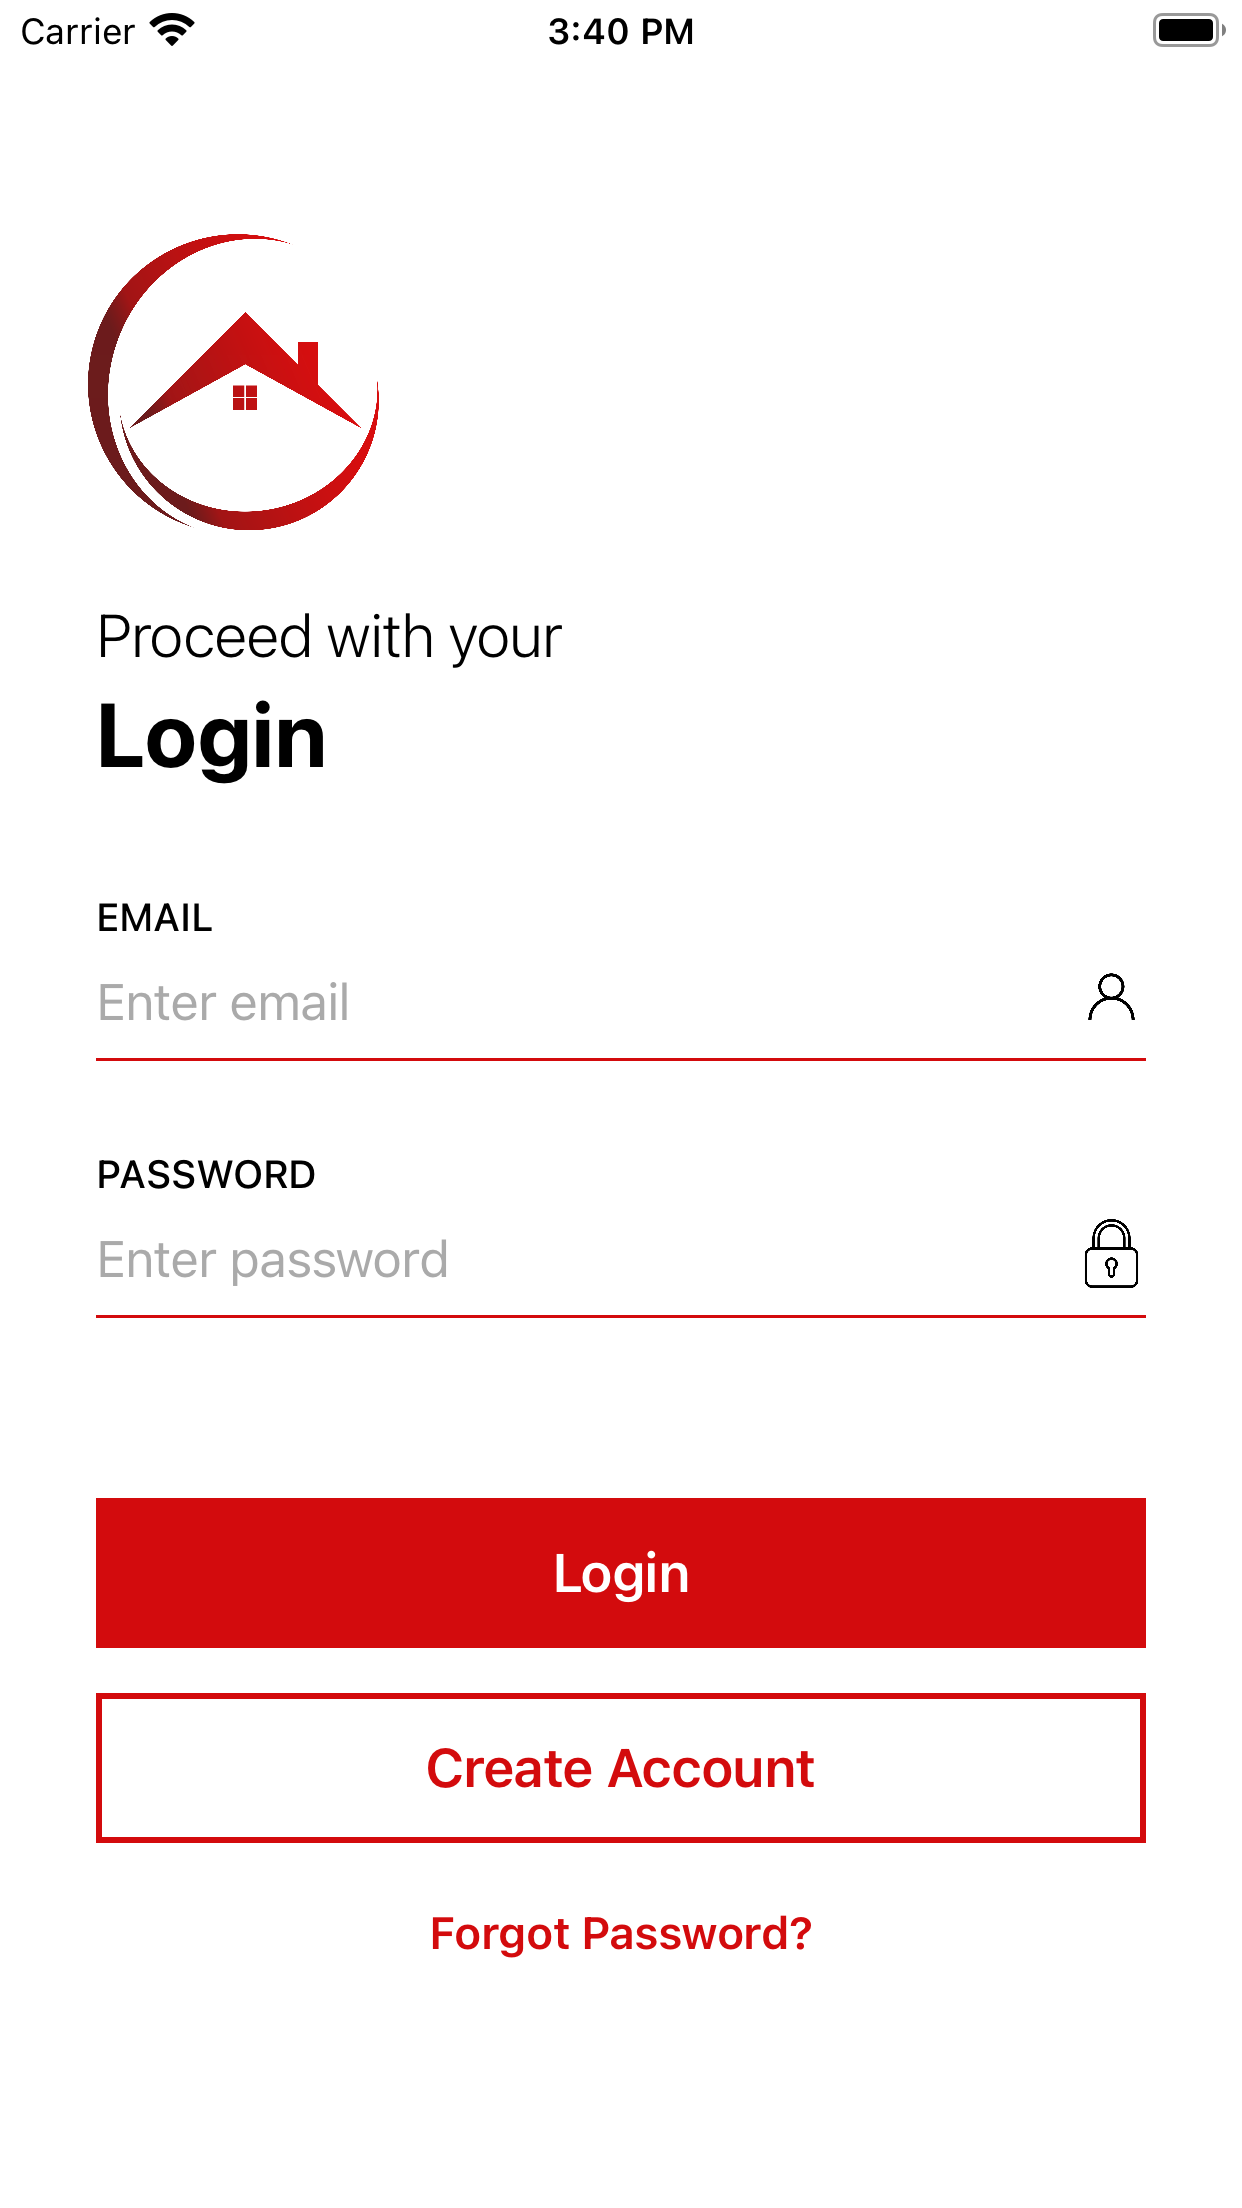 Carrier 3:40 PM
Proceed with your
Login
EMAIL
Enter email
PASSWORD
Enter password
Login
Create Account
Forgot Password?